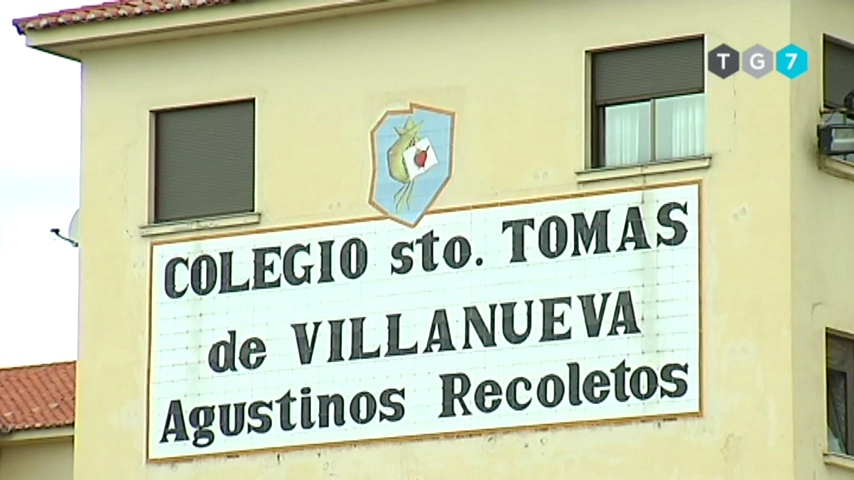 TG7
COLEGIO sto. TOMAS
de VILLANUEVA
Agustinos Recoletos